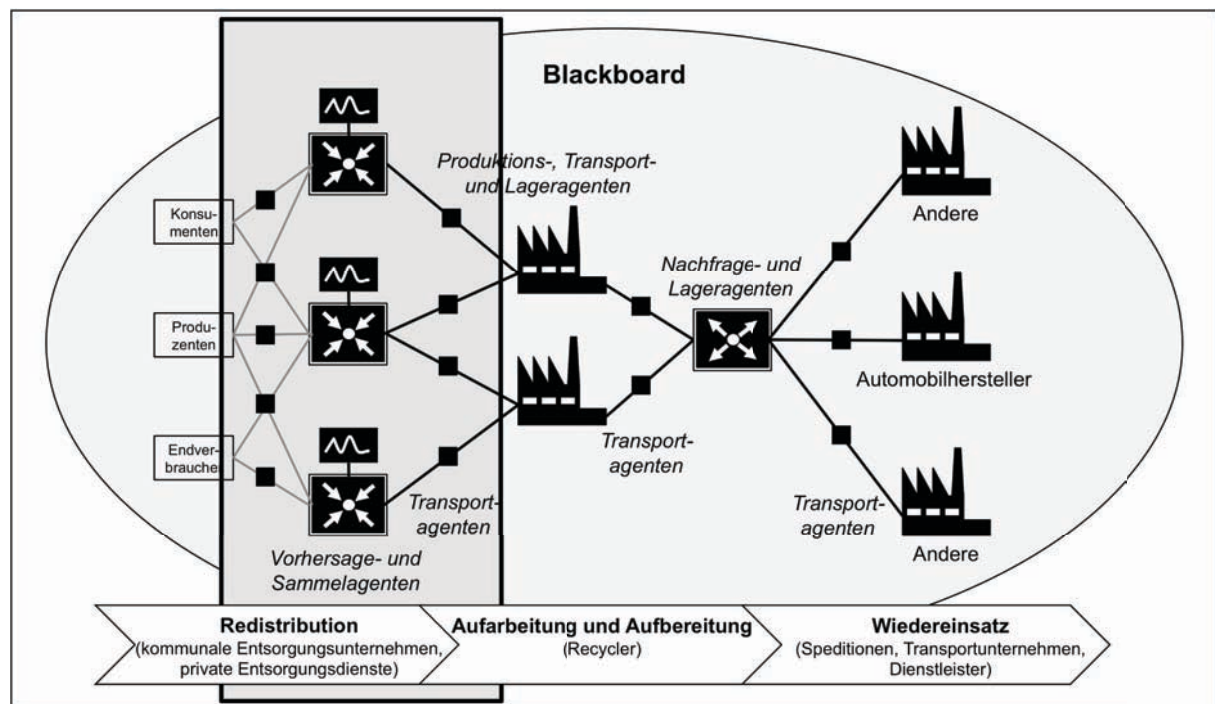 Blackboard
Produktions-, Transport-
und Lageragenten
Andere
Konsu-
menten
Nachfrage- und
Lageragenten
Produ-
zenten
Automobilhersteller
Endver-
braucher
Transport-
agenten
Transport-
agenten
Transport-
agenten
Andere
Vorhersage- und
Sammelagenten
Redistribution
(kommunale Entsorgungsunternehmen,
private Entsorgungsdienste)
Aufarbeitung und Aufbereitung
(Recycler)
Wiedereinsatz
(Speditionen, Transportunternehmen,
Dienstleister)